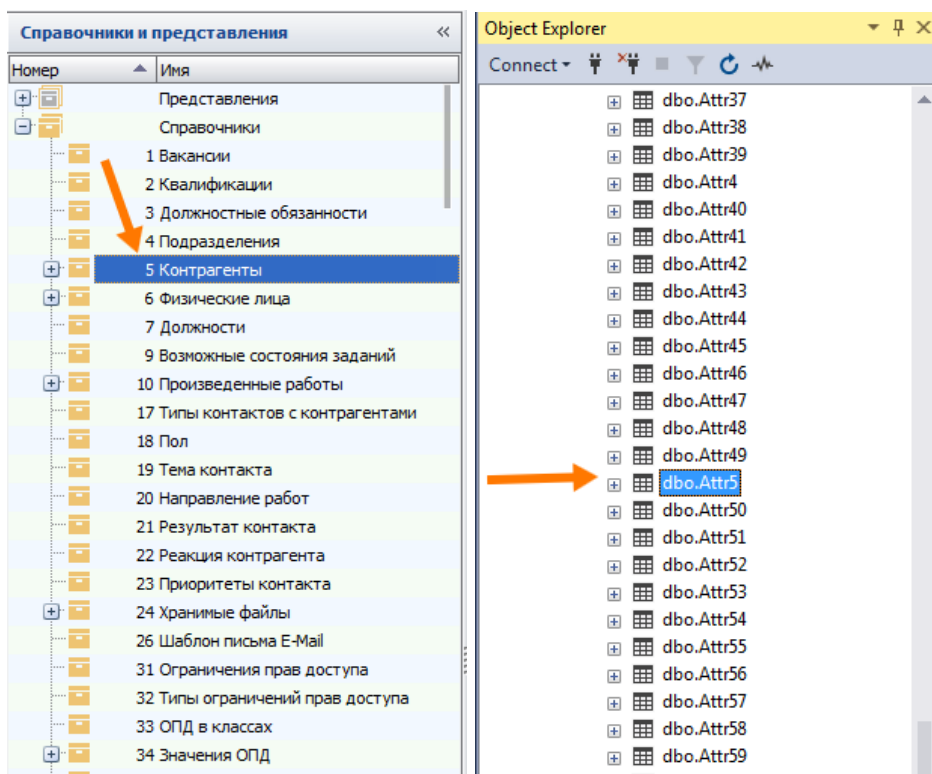 Справочники и представления
Номер Имя
Представления
Справочники
1 Вакансии
2 Квалификации
3 Должностные обязанности
4 Подразделения
5 Контрагенты
6 Физические лица
7 Должности
9 Возможные состояния заданий
10 Произведенные работы
17 Типы контактов с контрагентами
18 Пол
19 Тема контакта
20 Направление работ
21 Результат контакта
22 Реакция контрагента
23 Приоритеты контакта
24 Хранимые файлы
26 Шаблон письма E-Mail
31 Ограничения прав доступа
32 Типы ограничений прав доступа
33 ОПД в классах
34 Значения ОПД
Object Explorer
Connect
dbo.Attr37
dbo.Attr38
dbo.Attr39
dbo.Attr4
dbo.Attr40
dbo.Attr41
dbo.Attr42
dbo.Attr43
dbo.Attr44
dbo.Attr45
dbo.Attr46
dbo.Attr47
dbo.Attr48
dbo.Attr49
dbo.Attr5
dbo.Attr50
dbo.Attr51
dbo.Attr52
dbo.Attr53
dbo.Attr54
dbo.Attr55
dbo.Attr56
dbo.Attr57
dbo.Attr58
dbo.Attr59